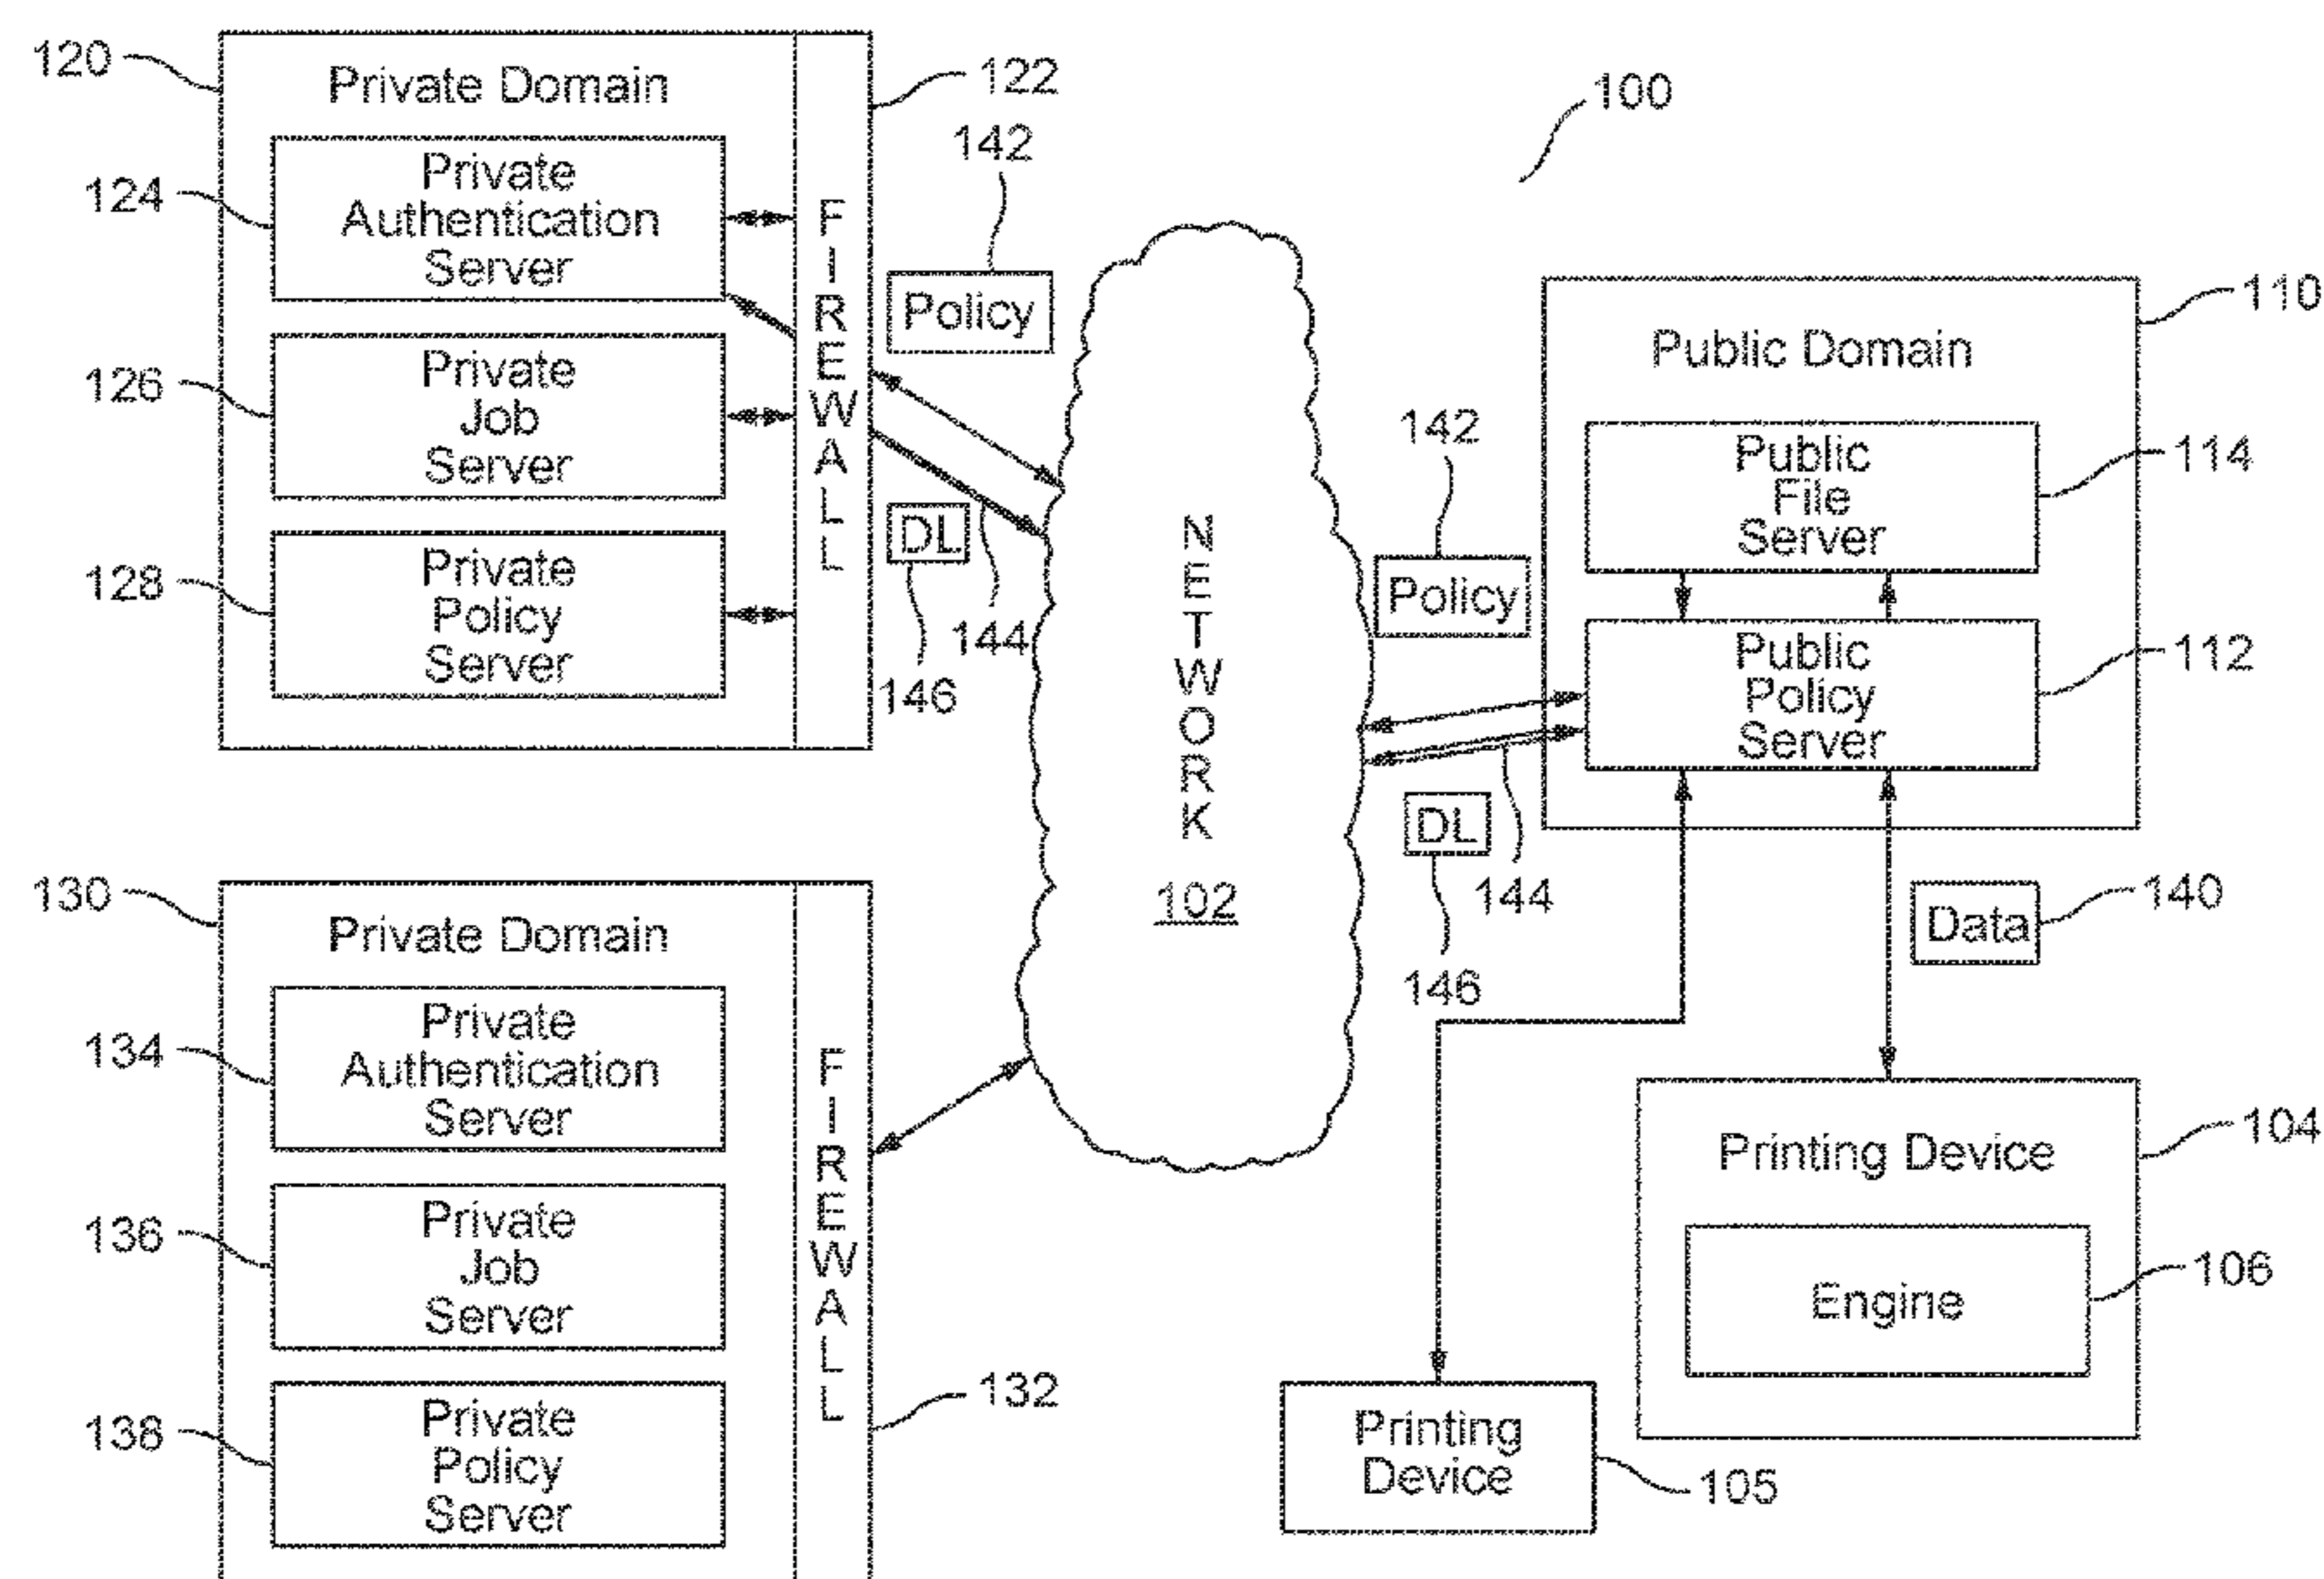 120
Private Domain
122
100
142
124
Private
Authentication
Server
FIREWALL
Policy
110
Public Domain
126
Private
Job
Server
142
Public
File
Server
114
DL
NETWORK
Policy
128
Private
Policy
Server
144
146
Public
Policy
Server
112
DL
144
146
102
130
Private Domain
Data
140
134
Private
Authentication
Server
FIREWALL
Printing Device
104
136
Private
Job
Server
Engine
106
132
138
Private
Policy
Server
Printing
Device
105